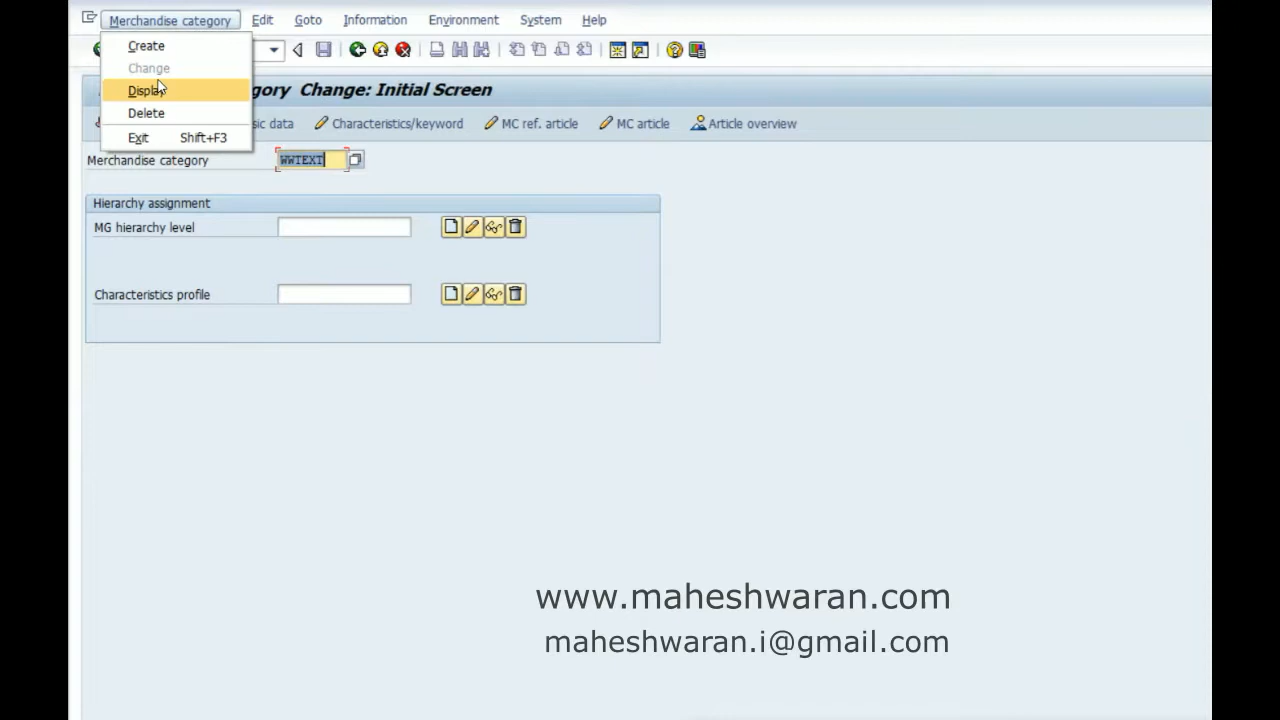 Merchandise category Edit Goto Information Environment System Help
Create
Change
Display
Delete
Exit Shift+F3
gory Change: Initial Screen
sic data Characteristics/keyword MC ref. article MC article Article overview
Merchandise category WWTEXT
Hierarchy assignment
MG hierarchy level
Characteristics profile
www.maheshwaran.com
maheshwaran.i@gmail.com